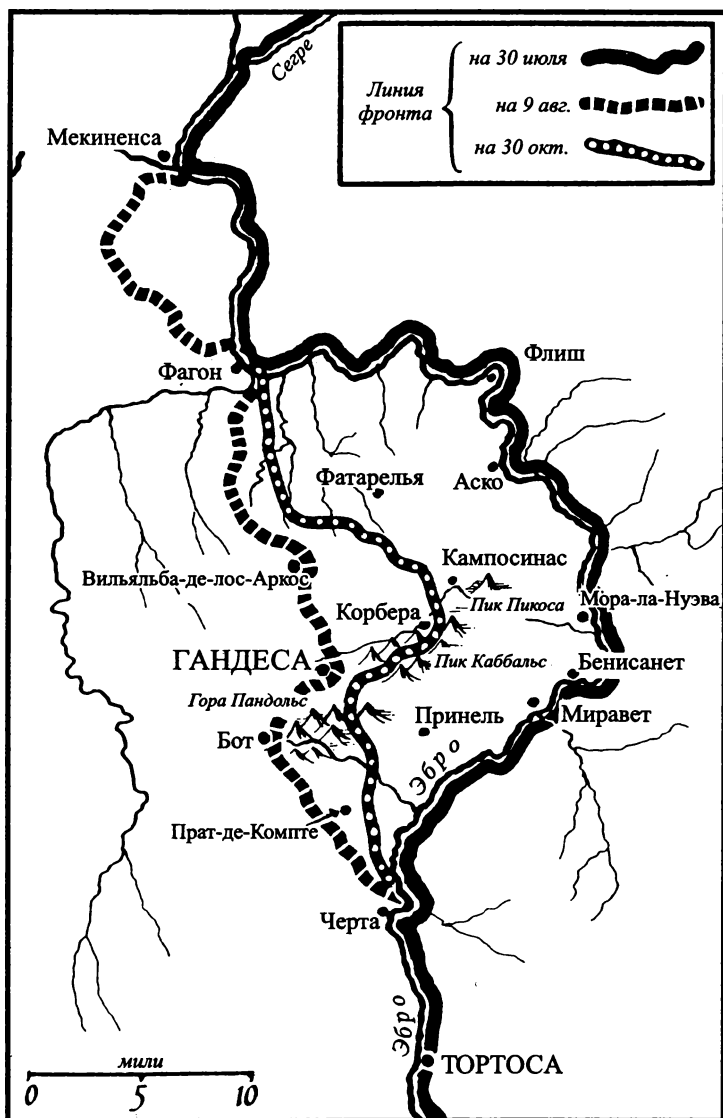 Сегре
на 30 июля
Линия
фронта
на 9 авг.
на 30 окт.
Мекиненса
Флиш
Фагон
Фатарелья
Аско
Кампосинас
Вильяльба-де-лос-Аркос
Пик Пикоса
Мора-ла-Нуэва
Корбера
ГАНДЕСА
Пик Каббальс
Бенисанет
Гора Пандольс
Принель
Миравет
Бот
Эбро
Прат-де-Компте
Черта
Эбро
ТОРТОСА
мили
0 5 10